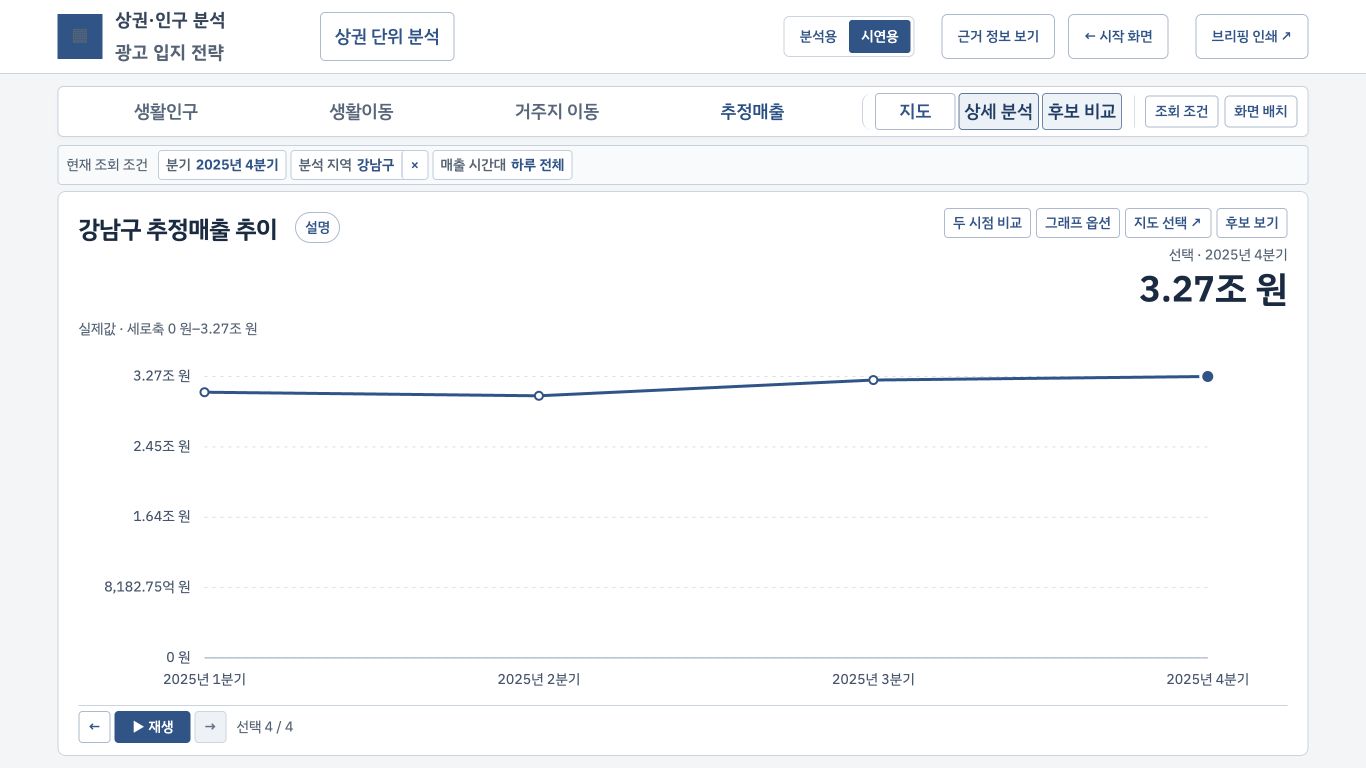 상권·인구 분석
광고 입지 전략
상권 단위 분석
분석용 시연용
근거 정보 보기
← 시작 화면
브리핑 인쇄 ↗
생활인구 생활이동 거주지 이동 추정매출
지도 상세 분석 후보 비교
조회 조건 화면 배치
현재 조회 조건 분기 2025년 4분기 분석 지역 강남구 × 매출 시간대 하루 전체
강남구 추정매출 추이 설명
두 시점 비교 그래프 옵션 지도 선택 ↗ 후보 보기
선택 · 2025년 4분기
3.27조 원
실제값 · 세로축 0 원–3.27조 원
3.27조 원
2.45조 원
1.64조 원
8,182.75억 원
0 원
2025년 1분기 2025년 2분기 2025년 3분기 2025년 4분기
← ▶ 재생 → 선택 4 / 4